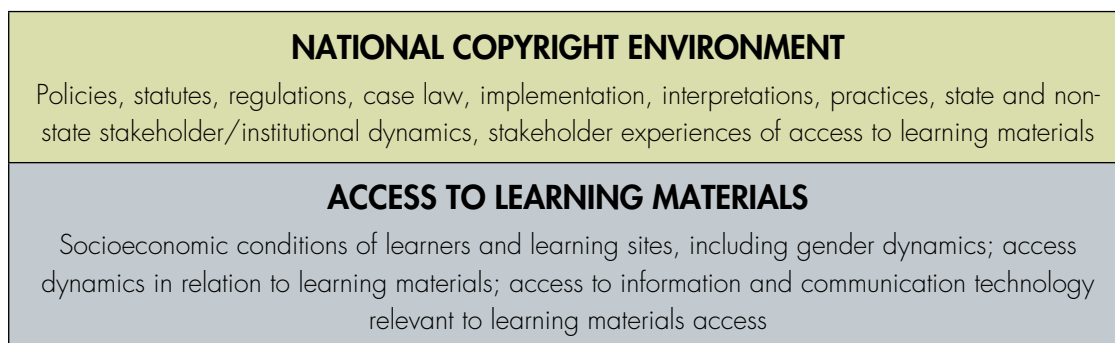 NATIONAL COPYRIGHT ENVIRONMENT
Policies, statutes, regulations, case law, implementation, interpretations, practices, state and non-
state stakeholder/institutional dynamics, stakeholder experiences of access to learning materials
ACCESS TO LEARNING MATERIALS
Socioeconomic conditions of learners and learning sites, including gender dynamics; access
dynamics in relation to learning materials; access to information and communication technology
relevant to learning materials access